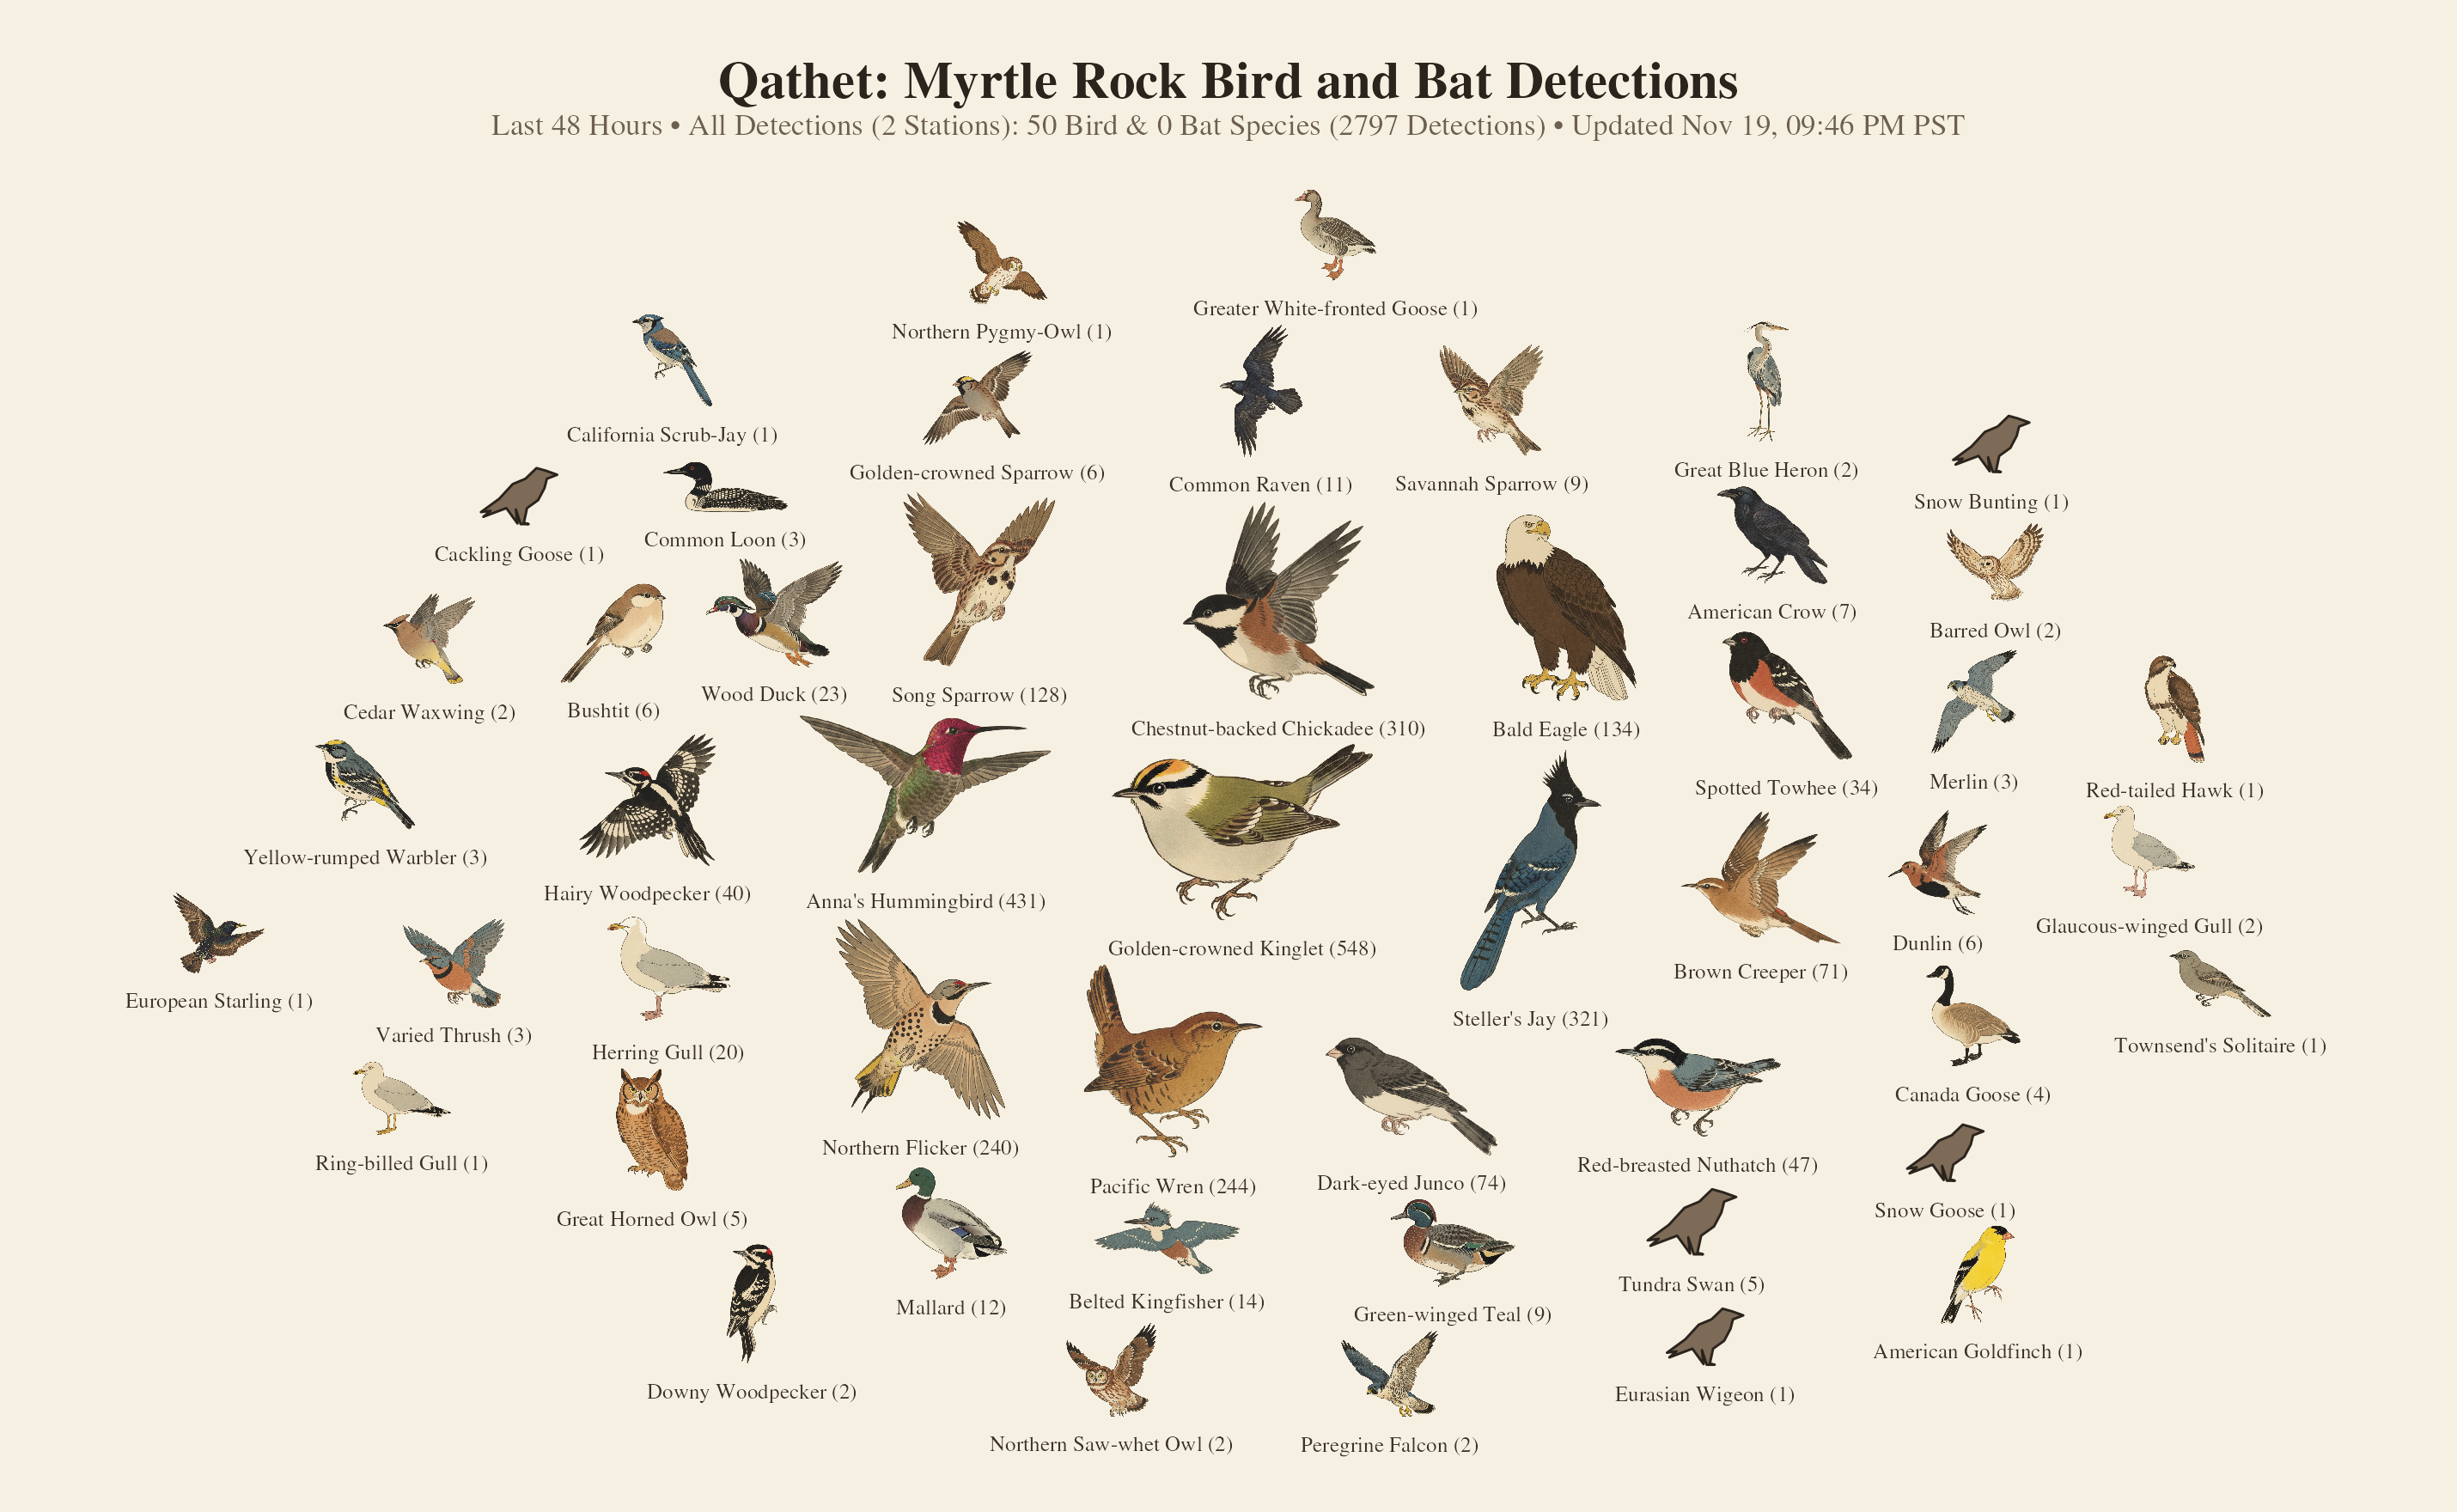 Qathet: Myrtle Rock Bird and Bat Detections
Last 48 Hours • All Detections (2 Stations): 50 Bird & 0 Bat Species (2797 Detections) • Updated Nov 19, 09:46 PM PST
Greater White-fronted Goose (1)
Northern Pygmy-Owl (1)
California Scrub-Jay (1)
Golden-crowned Sparrow (6)
Common Raven (11)
Savannah Sparrow (9)
Great Blue Heron (2)
Snow Bunting (1)
Cackling Goose (1)
Common Loon (3)
American Crow (7)
Barred Owl (2)
Cedar Waxwing (2)
Bushtit (6)
Wood Duck (23)
Song Sparrow (128)
Chestnut-backed Chickadee (310)
Bald Eagle (134)
Spotted Towhee (34)
Merlin (3)
Red-tailed Hawk (1)
Yellow-rumped Warbler (3)
Hairy Woodpecker (40)
Anna's Hummingbird (431)
Golden-crowned Kinglet (548)
Steller's Jay (321)
Brown Creeper (71)
Dunlin (6)
Glaucous-winged Gull (2)
European Starling (1)
Varied Thrush (3)
Herring Gull (20)
Townsend's Solitaire (1)
Canada Goose (4)
Ring-billed Gull (1)
Great Horned Owl (5)
Northern Flicker (240)
Pacific Wren (244)
Dark-eyed Junco (74)
Red-breasted Nuthatch (47)
Snow Goose (1)
Tundra Swan (5)
Mallard (12)
Belted Kingfisher (14)
Green-winged Teal (9)
American Goldfinch (1)
Downy Woodpecker (2)
Eurasian Wigeon (1)
Northern Saw-whet Owl (2)
Peregrine Falcon (2)